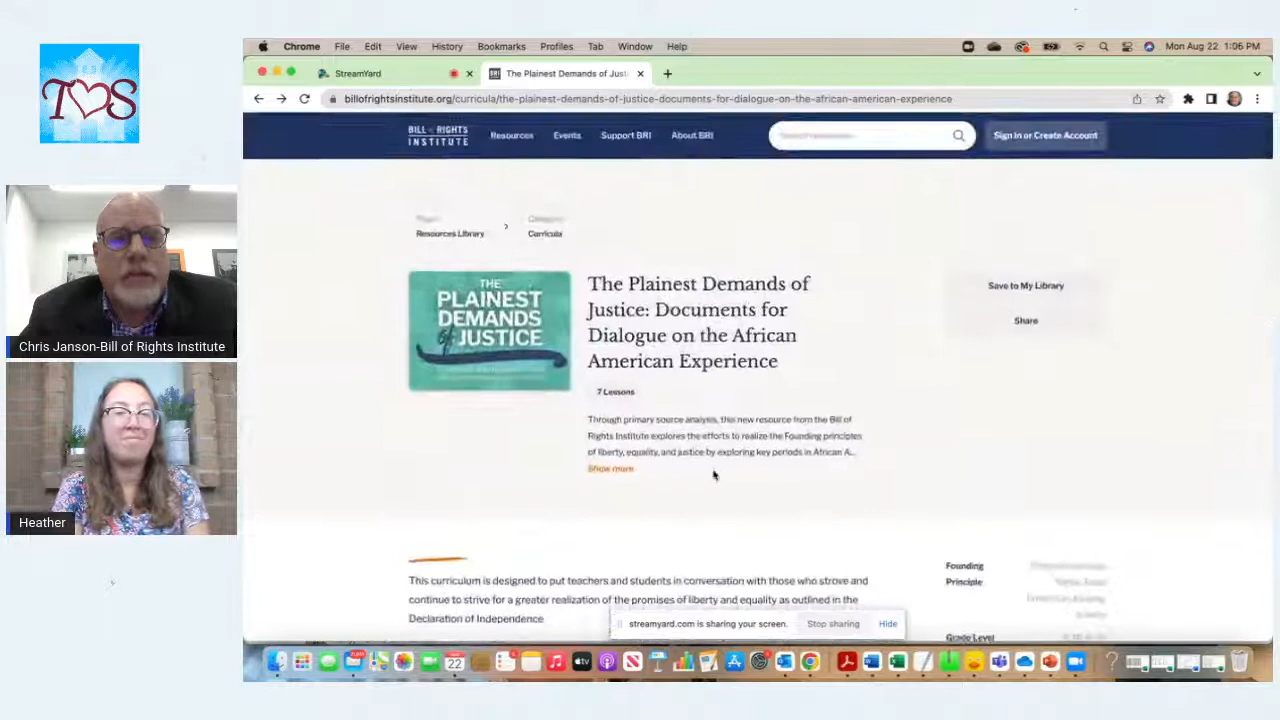 TOS
Chris Janson-Bill of Rights Institute
Heather
Chrome File Edit View History Bookmarks Profiles Tab Window Help
Mon Aug 22 1:06 PM
StreamYard
The Plainest Demands of Just
billofrightsinstitute.org/curricula/the-plainest-demands-of-justice-documents-for-dialogue-on-the-african-american-experience
BILL of RIGHTS
INSTITUTE
Resources Events Support BRI About BRI
Sign In or Create Account
Resources Library > Curricula
THE
PLAINEST
DEMANDS
of JUSTICE
The Plainest Demands of
Justice: Documents for
Dialogue on the African
American Experience
7 Lessons
Through primary source analysis, this new resource from the Bill of
Rights Institute explores the efforts to realize the Founding principles
of liberty, equality, and justice by exploring key periods in African A...
Show more
Save to My Library
Share
This curriculum is designed to put teachers and students in conversation with those who strove and
continue to strive for a greater realization of the promises of liberty and equality as outlined in the
Declaration of Independence
Founding
Principle
Grade Level
streamyard.com is sharing your screen. Stop sharing Hide